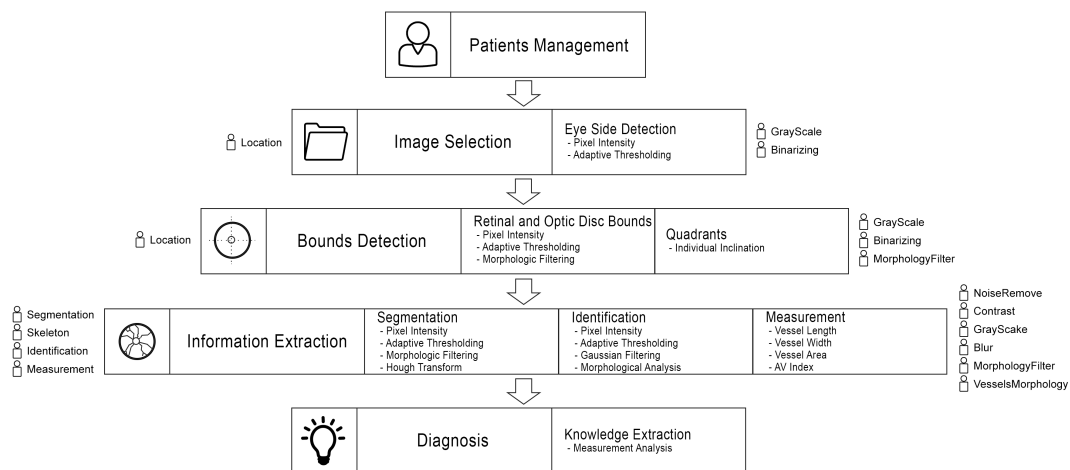 Patients Management
Location
Image Selection
Eye Side Detection
- Pixel Intensity
- Adaptive Thresholding
GrayScale
Binarizing
Location
Bounds Detection
Retinal and Optic Disc Bounds
- Pixel Intensity
- Adaptive Thresholding
- Morphologic Filtering
Quadrants
- Individual Inclination
GrayScale
Binarizing
MorphologyFilter
Segmentation
Skeleton
Identification
Measurement
Information Extraction
Segmentation
- Pixel Intensity
- Adaptive Thresholding
- Morphologic Filtering
- Hough Transform
Identification
- Pixel Intensity
- Adaptive Thresholding
- Gaussian Filtering
- Morphological Analysis
Measurement
- Vessel Length
- Vessel Width
- Vessel Area
- AV Index
NoiseRemove
Contrast
GrayScake
Blur
MorphologyFilter
VesselsMorphology
Diagnosis
Knowledge Extraction
- Measurement Analysis